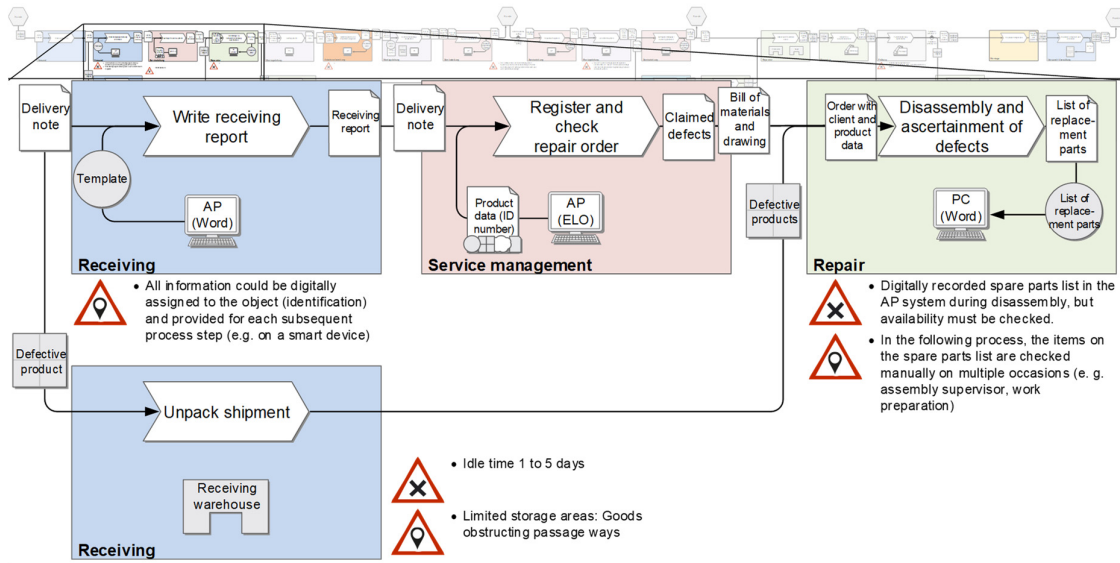 Delivery
note
Write receiving
report
Receiving
report
Template
AP
(Word)
Receiving
Delivery
note
Register and
check
repair order
Claimed
defects
Bill of
materials
and
drawing
Product
data (ID
number)
AP
(ELO)
Service management
Defective
products
Order with
client and
product
data
Disassembly and
ascertainment of
defects
List of
replace-
ment
parts
PC
(Word)
List of
replace-
ment parts
Repair
• All information could be digitally
assigned to the object (identification)
and provided for each subsequent
process step (e.g. on a smart device)
• Digitally recorded spare parts list in the
AP system during disassembly, but
availability must be checked.
• In the following process, the items on
the spare parts list are checked
manually on multiple occasions (e. g.
assembly supervisor, work
preparation)
Defective
product
Unpack shipment
Receiving
warehouse
Receiving
• Idle time 1 to 5 days
• Limited storage areas: Goods
obstructing passage ways